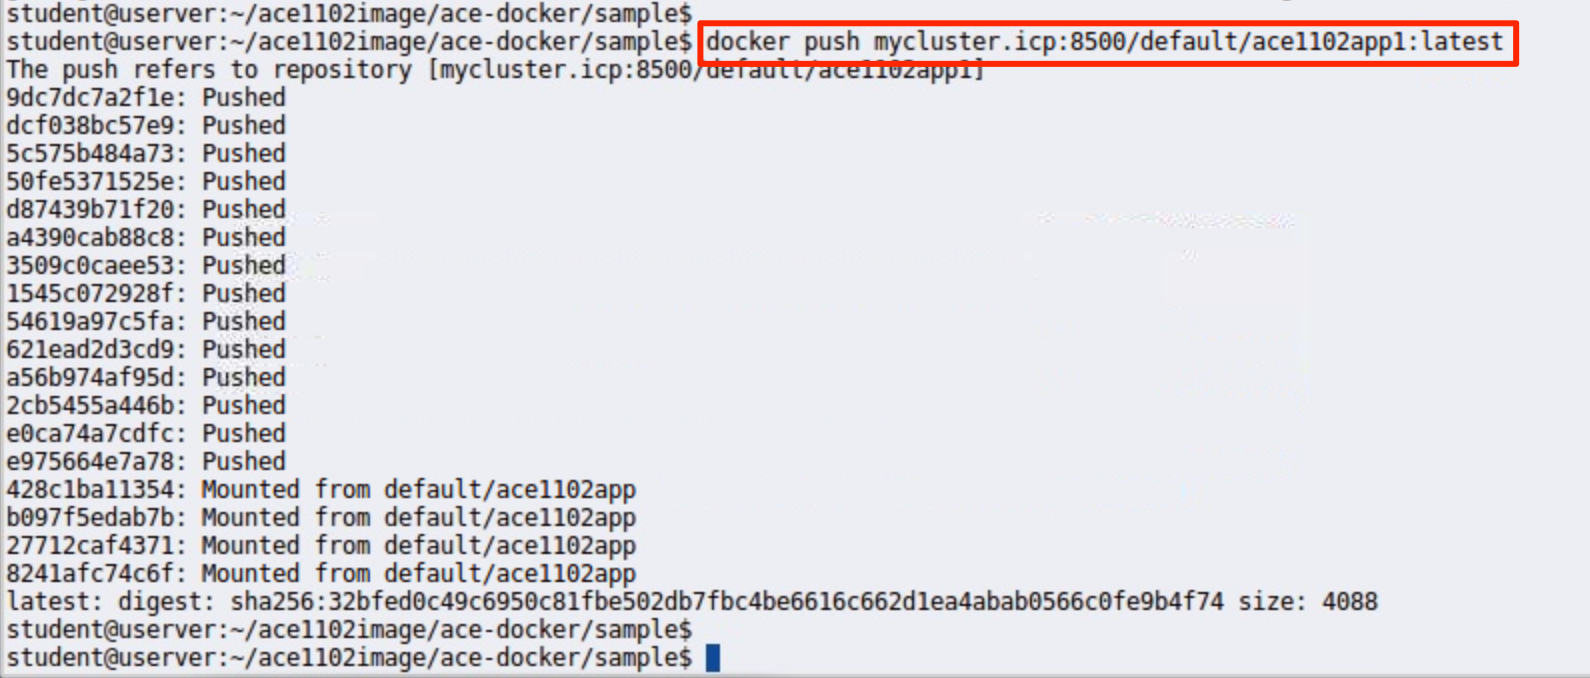 student@userver:~/ace1102image/ace-docker/sample$
student@userver:~/ace1102image/ace-docker/sample$ docker push mycluster.icp:8500/default/ace1102app1:latest
The push refers to repository [mycluster.icp:8500/default/ace1102app1]
9dc7dc7a2f1e: Pushed
dcf038bc57e9: Pushed
5c575b484a73: Pushed
50fe5371525e: Pushed
d87439b71f20: Pushed
a4390cab88c8: Pushed
3509c0caee53: Pushed
1545c072928f: Pushed
54619a97c5fa: Pushed
621ead2d3cd9: Pushed
a56b974af95d: Pushed
2cb5455a446b: Pushed
e0ca74a7cdfc: Pushed
e975664e7a78: Pushed
428c1ba11354: Mounted from default/ace1102app
b097f5edab7b: Mounted from default/ace1102app
27712caf4371: Mounted from default/ace1102app
8241afc74c6f: Mounted from default/ace1102app
latest: digest: sha256:32bfed0c49c6950c81fbe502db7fbc4be6616c662d1ea4abab0566c0fe9b4f74 size: 4088
student@userver:~/ace1102image/ace-docker/sample$
student@userver:~/ace1102image/ace-docker/sample$